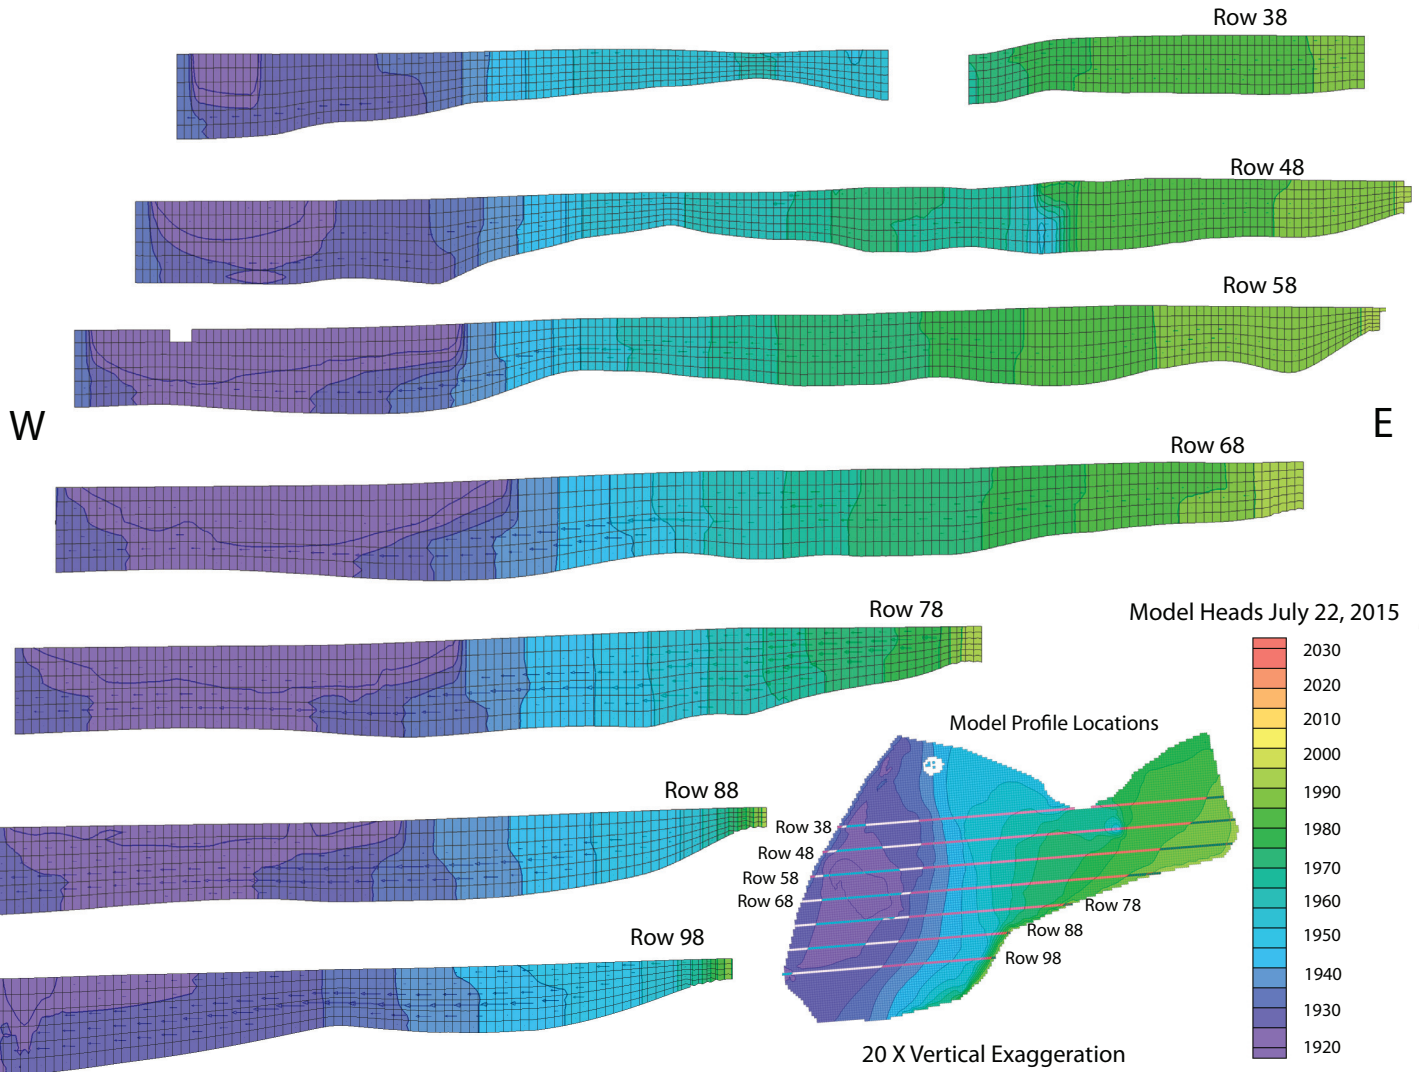 Row 38
Row 48
Row 58
W
E
Row 68
Row 78
Model Heads July 22, 2015
2030
2020
2010
2000
1990
1980
1970
1960
1950
1940
1930
1920
Model Profile Locations
Row 38
Row 48
Row 58
Row 68
Row 78
Row 88
Row 98
Row 88
Row 98
20 X Vertical Exaggeration